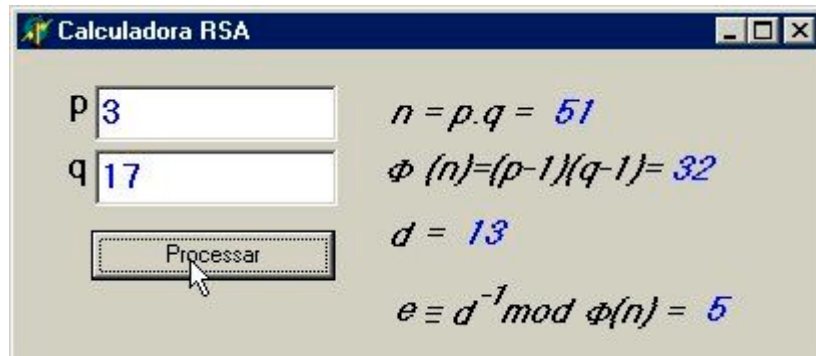 Calculadora RSA
p 3
q 17
Processar
n = p.q = 51
Φ (n)=(p-1)(q-1)= 32
d = 13
e ≡ d⁻¹mod Φ(n) = 5